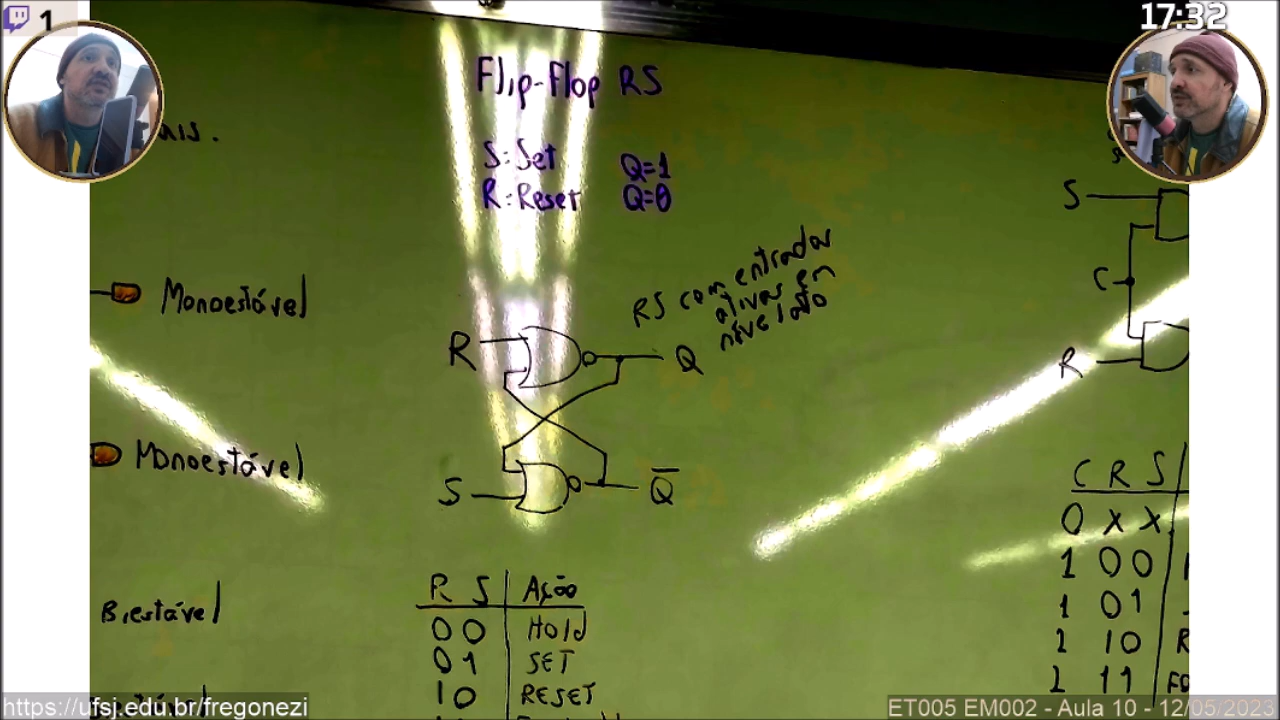 1
17:32
Flip-Flop RS
ais.
S: Set Q=1
R: Reset Q=0
S
C
R
RS com entradas
ativas em
nível alto
Monoestável
R
Q
Monoestável
S
Q̅
C R S
0 X X
1 0 0
1 0 1
1 1 0 R
1 1 1
Biestável
R S Ação
0 0 Hold
0 1 SET
1 0 RESET
https://ufsj.edu.br/fregonezi
ET005 EM002 - Aula 10 - 12/05/2023